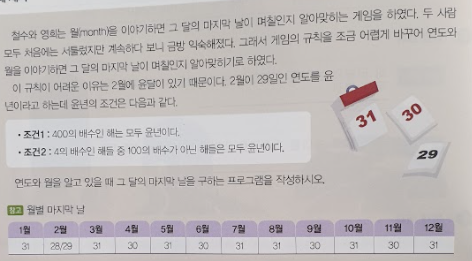 철수와 영희는 월(month)을 이야기하면 그 달의 마지막 날이 며칠인지 알아맞히는 게임을 하였다. 두 사람
모두 처음에는 서툴렀지만 계속하다 보니 금방 익숙해졌다. 그래서 게임의 규칙을 조금 어렵게 바꾸어 연도와
월을 이야기하면 그 달의 마지막 날이 며칠인지 알아맞히기로 하였다.
이 규칙이 어려운 이유는 2월에 윤달이 있기 때문이다. 2월이 29일인 연도를 윤
년이라고 하는데 윤년의 조건은 다음과 같다.
• 조건1 : 400의 배수인 해는 모두 윤년이다.
• 조건2 : 4의 배수인 해들 중 100의 배수가 아닌 해들은 모두 윤년이다.
31
30
29
연도와 월을 알고 있을 때 그 달의 마지막 날을 구하는 프로그램을 작성하시오.
참고 월별 마지막 날
1월 2월 3월 4월 5월 6월 7월 8월 9월 10월 11월 12월
31 28/29 31 30 31 30 31 31 30 31 30 31